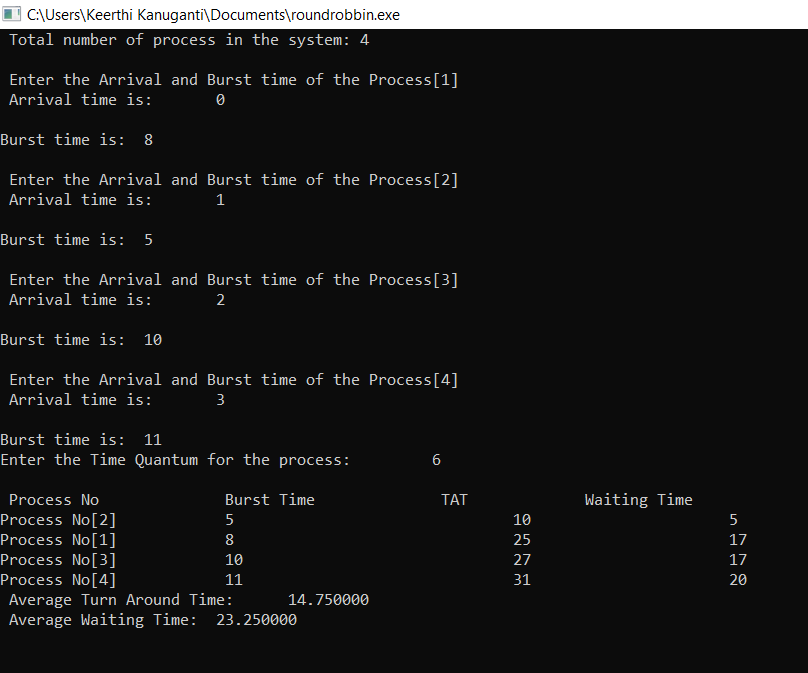 C:\Users\Keerthi Kanuganti\Documents\roundrobbin.exe
Total number of process in the system: 4
Enter the Arrival and Burst time of the Process[1]
Arrival time is: 0
Burst time is: 8
Enter the Arrival and Burst time of the Process[2]
Arrival time is: 1
Burst time is: 5
Enter the Arrival and Burst time of the Process[3]
Arrival time is: 2
Burst time is: 10
Enter the Arrival and Burst time of the Process[4]
Arrival time is: 3
Burst time is: 11
Enter the Time Quantum for the process: 6
Process No Burst Time TAT Waiting Time
Process No[2] 5 10 5
Process No[1] 8 25 17
Process No[3] 10 27 17
Process No[4] 11 31 20
Average Turn Around Time: 14.750000
Average Waiting Time: 23.250000